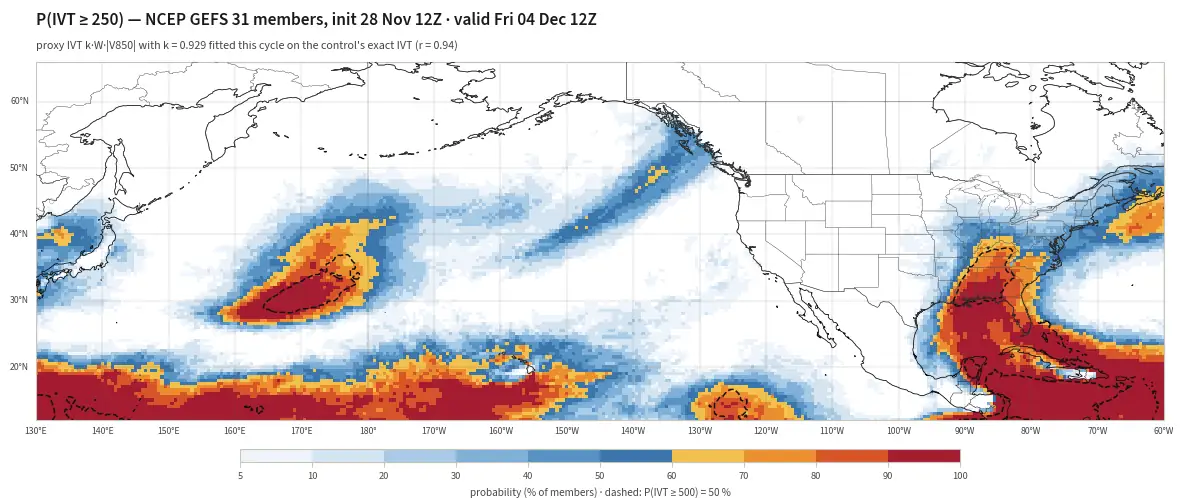 P(IVT ≥ 250) — NCEP GEFS 31 members, init 28 Nov 12Z · valid Fri 04 Dec 12Z
proxy IVT k·W·|V850| with k = 0.929 fitted this cycle on the control's exact IVT (r = 0.94)
60°N
50°N
40°N
30°N
20°N
130°E 140°E 150°E 160°E 170°E 180° 170°W 160°W 150°W 140°W 130°W 120°W 110°W 100°W 90°W 80°W 70°W 60°W
5 10 20 30 40 50 60 70 80 90 100
probability (% of members) · dashed: P(IVT ≥ 500) = 50 %